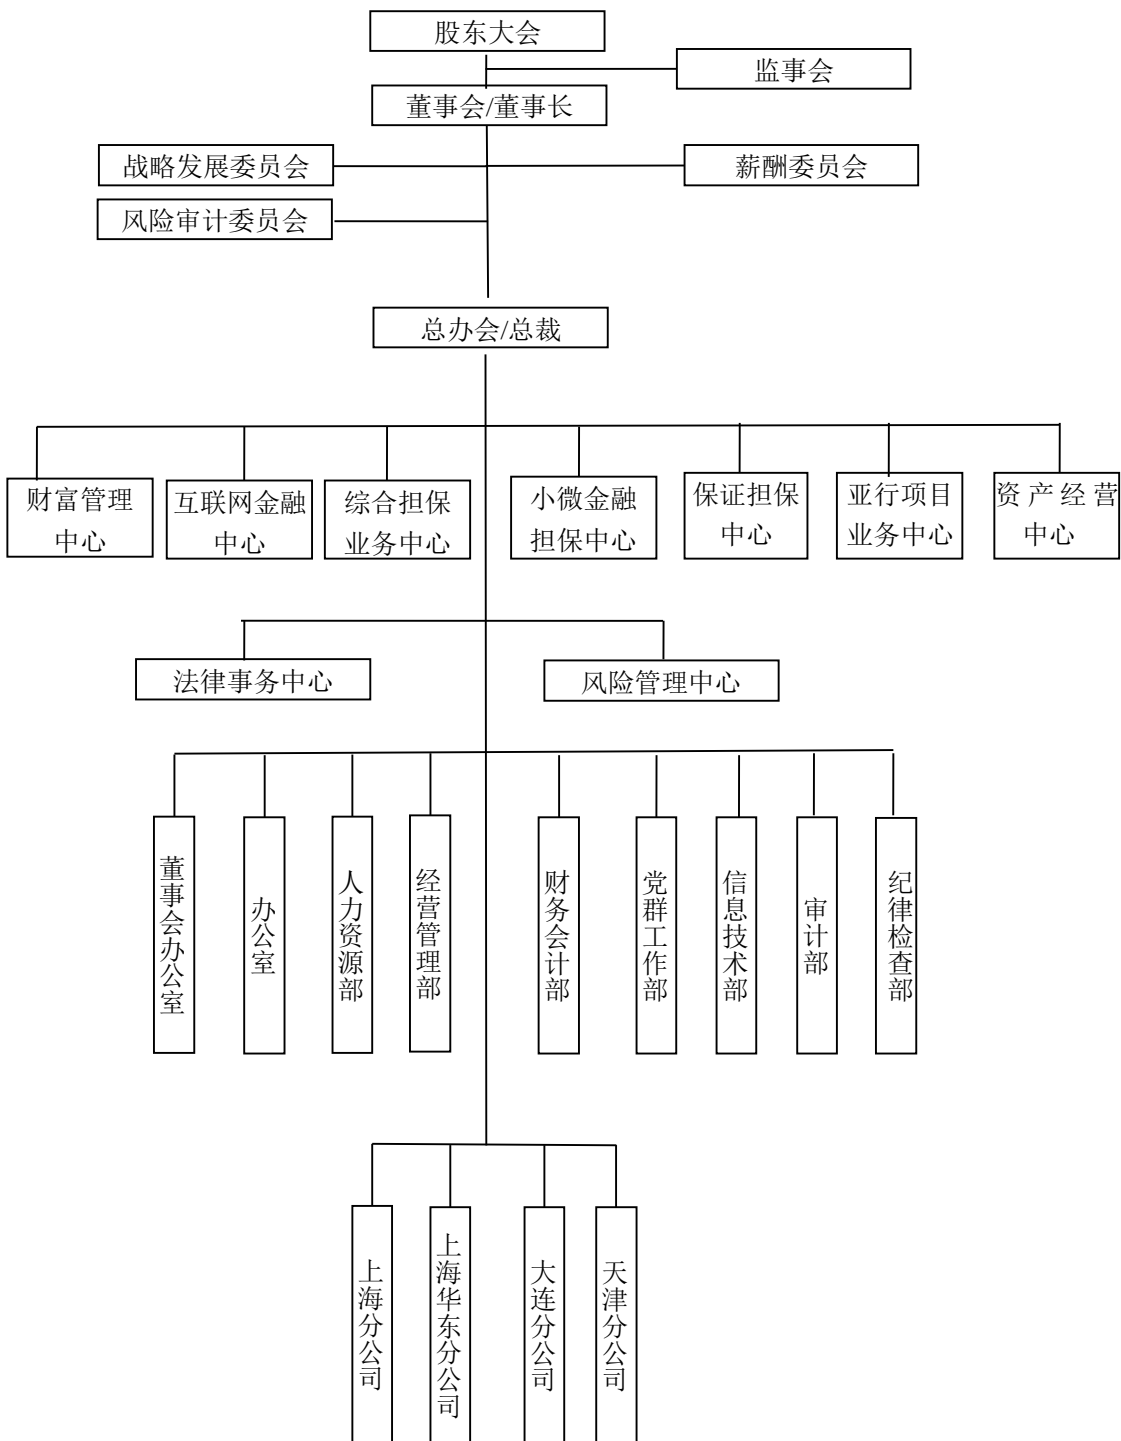 股东大会
监事会
董事会/董事长
战略发展委员会
薪酬委员会
风险审计委员会
总办会/总裁
财富管理
中心
互联网金融
中心
综合担保
业务中心
小微金融
担保中心
保证担保
中心
亚行项目
业务中心
资产经营
中心
法律事务中心
风险管理中心
董事会办公室
办公室
人力资源部
经营管理部
财务会计部
党群工作部
信息技术部
审计部
纪律检查部
上海分公司
上海华东分公司
大连分公司
天津分公司